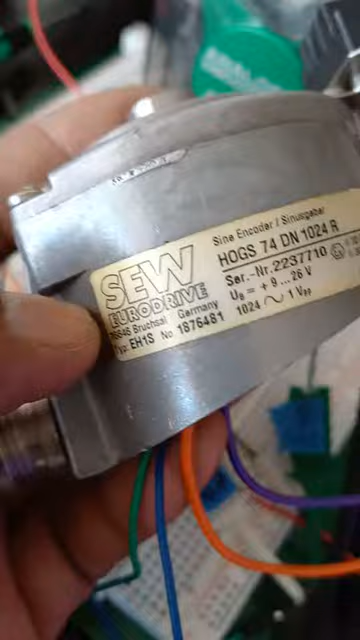 SEW
EURODRIVE
Bruchsal Germany
Typ EH1S No 1876481
Sine Encoder / Sinusgeber
HOGS 74 DN 1024 R
Ser.-Nr. 2237710
UB = + 9 ... 26 V
1024 ∿ 1 Vpp